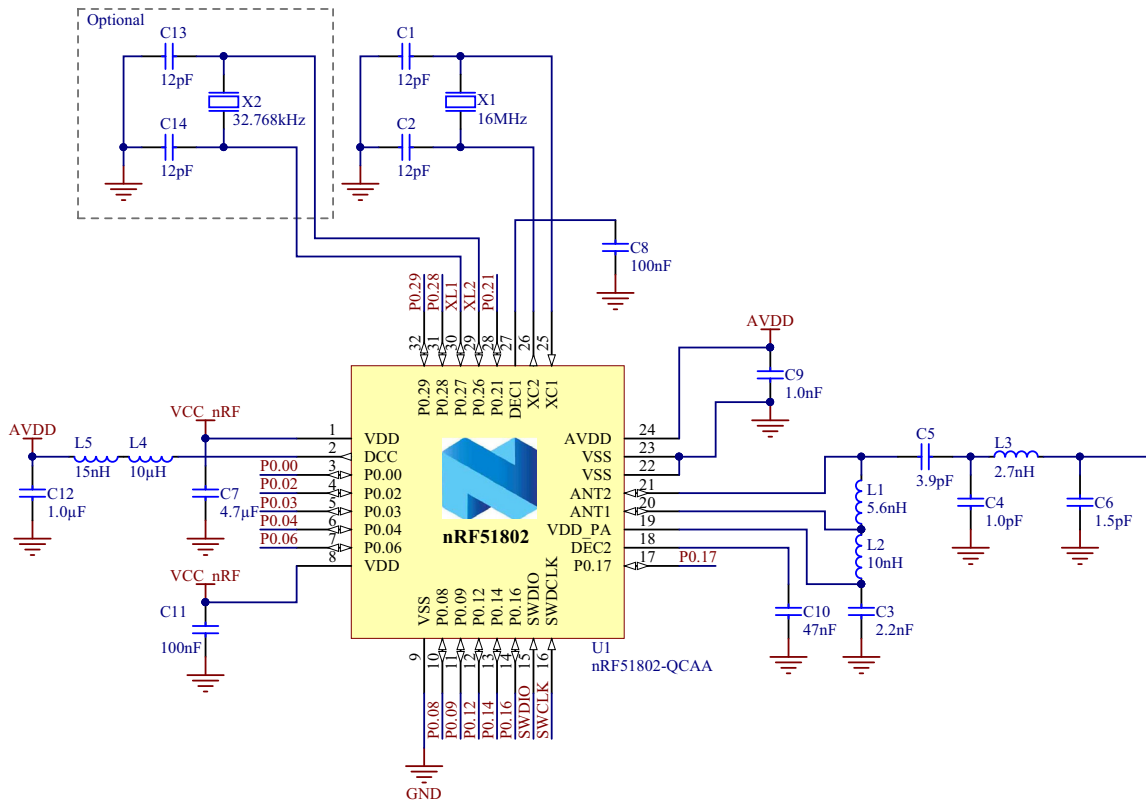 Optional
C13
12pF
X2
32.768kHz
C14
12pF
C1
12pF
X1
16MHz
C2
12pF
C8
100nF
P0.29
P0.28
XL1
XL2
P0.21
32
31
30
29
28
27
26
25
P0.29
P0.28
P0.27
P0.26
P0.21
DEC1
XC2
XC1
AVDD
C9
1.0nF
AVDD
L5
15nH
L4
10µH
C12
1.0µF
VCC_nRF
C7
4.7µF
VCC_nRF
C11
100nF
P0.00
P0.02
P0.03
P0.04
P0.06
1
2
3
4
5
6
7
8
VDD
DCC
P0.00
P0.02
P0.03
P0.04
P0.06
VDD
nRF51802
AVDD
VSS
VSS
ANT2
ANT1
VDD_PA
DEC2
P0.17
24
23
22
21
20
19
18
17
P0.17
C5
3.9pF
L3
2.7nH
L1
5.6nH
C4
1.0pF
C6
1.5pF
L2
10nH
C10
47nF
C3
2.2nF
VSS
P0.08
P0.09
P0.12
P0.14
P0.16
SWDIO
SWDCLK
U1
nRF51802-QCAA
9
10
11
12
13
14
15
16
P0.08
P0.09
P0.12
P0.14
P0.16
SWDIO
SWCLK
GND